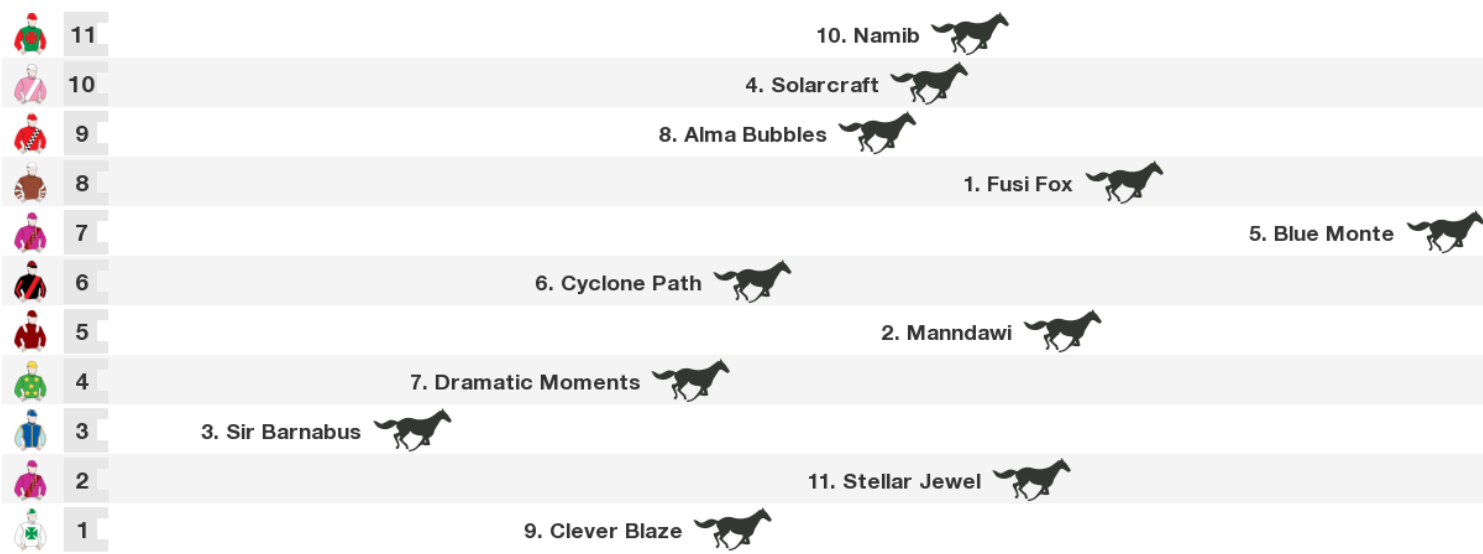 11 10. Namib
10 4. Solarcraft
9 8. Alma Bubbles
8 1. Fusi Fox
7 5. Blue Monte
6 6. Cyclone Path
5 2. Manndawi
4 7. Dramatic Moments
3 3. Sir Barnabus
2 11. Stellar Jewel
1 9. Clever Blaze